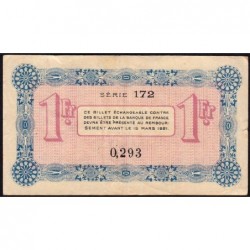 SÉRIE 172
1Fr 1Fr
CE BILLET ÉCHANGEABLE CONTRE
DES BILLETS DE LA BANQUE DE FRANCE
DEVRA ÊTRE PRÉSENTÉ AU REMBOUR-
SEMENT AVANT LE 15 MARS 1921.
0,293